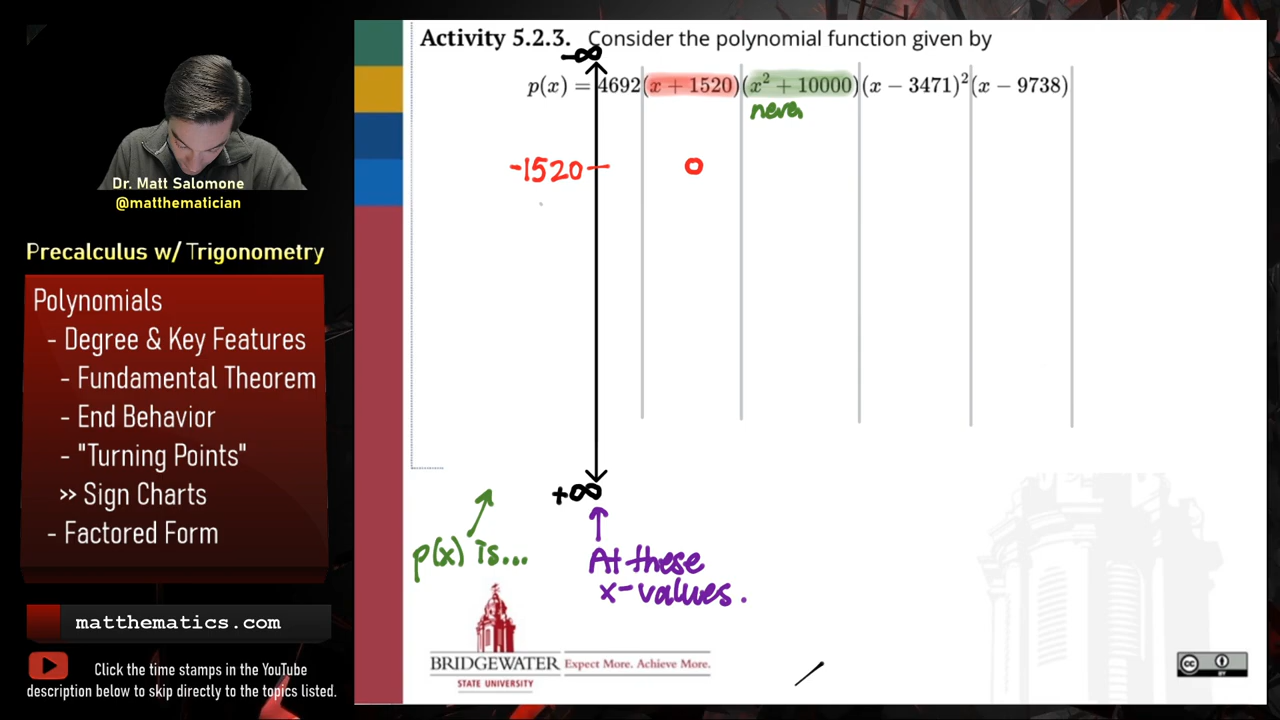 Activity 5.2.3. Consider the polynomial function given by
-∞
p(x) = 4692(x + 1520)(x² + 10000)(x − 3471)²(x − 9738)
never
-1520
0
+∞
p(x) is...
At these
x-values.
Dr. Matt Salomone
@matthematician
Precalculus w/ Trigonometry
Polynomials
- Degree & Key Features
- Fundamental Theorem
- End Behavior
- "Turning Points"
>> Sign Charts
- Factored Form
matthematics.com
Click the time stamps in the YouTube
description below to skip directly to the topics listed.
BRIDGEWATER
STATE UNIVERSITY
Expect More. Achieve More.
cc
BY